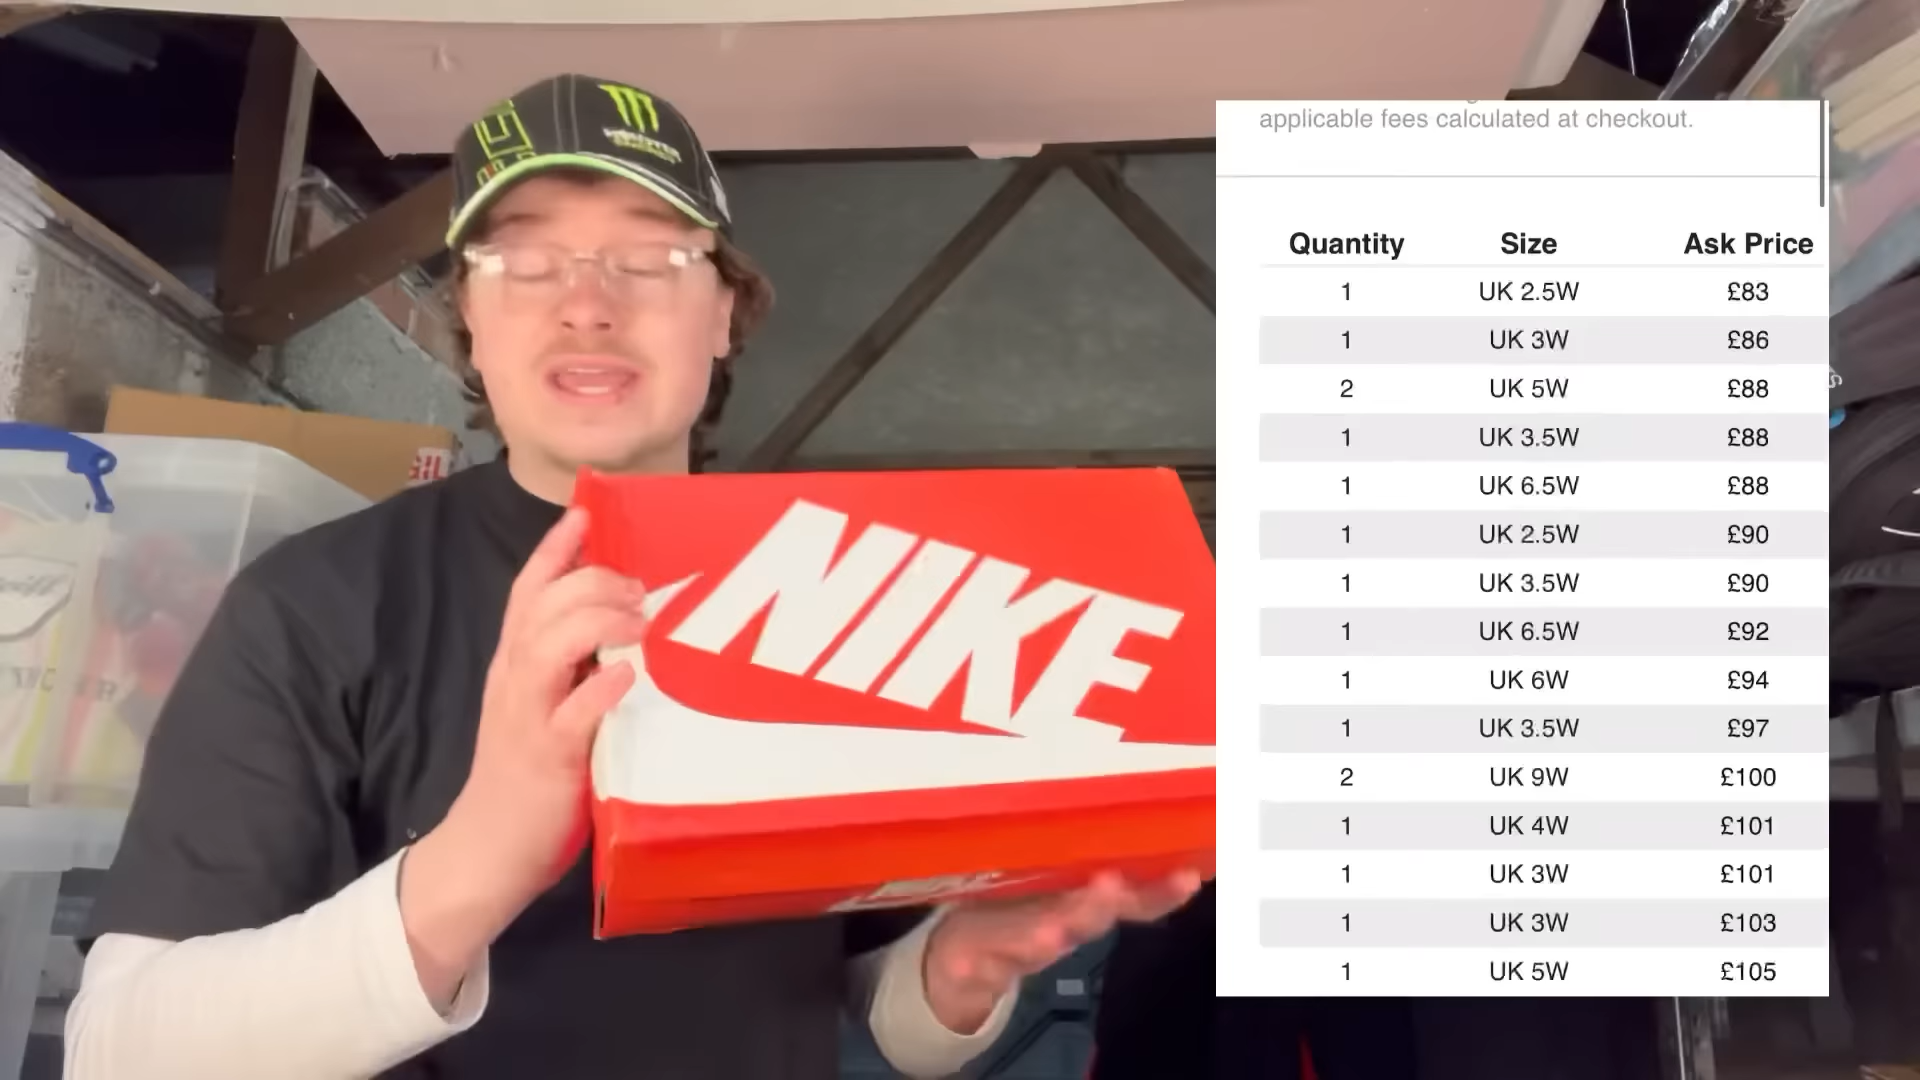 MONSTER
ENERGY
NIKE
applicable fees calculated at checkout.
Quantity Size Ask Price
1 UK 2.5W £83
1 UK 3W £86
2 UK 5W £88
1 UK 3.5W £88
1 UK 6.5W £88
1 UK 2.5W £90
1 UK 3.5W £90
1 UK 6.5W £92
1 UK 6W £94
1 UK 3.5W £97
2 UK 9W £100
1 UK 4W £101
1 UK 3W £101
1 UK 3W £103
1 UK 5W £105